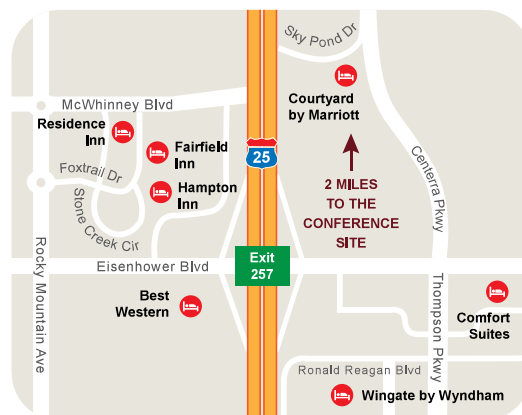 Sky Pond Dr
Courtyard
by Marriott
McWhinney Blvd
Residence
Inn
Fairfield
Inn
25
Foxtrail Dr
Hampton
Inn
2 MILES
TO THE
CONFERENCE
SITE
Centerra Pkwy
Stone Creek Cir
Rocky Mountain Ave
Eisenhower Blvd
Exit
257
Best
Western
Thompson Pkwy
Comfort
Suites
Ronald Reagan Blvd
Wingate by Wyndham